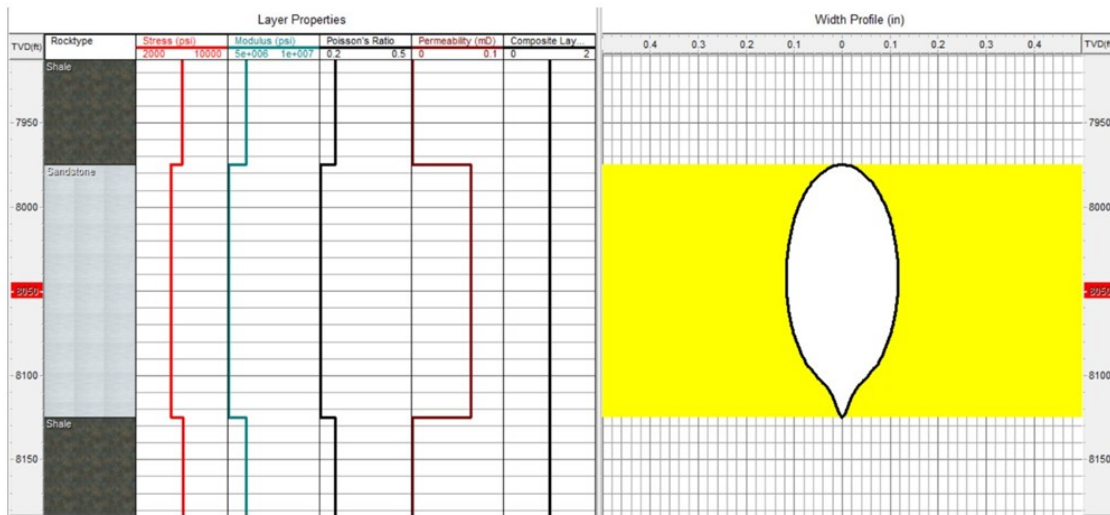 Layer Properties
Width Profile (in)
TVD(ft) Rocktype Stress (psi) Modulus (psi) Poisson's Ratio Permeability (mD) Composite Lay...
2000 10000 5e+006 1e+007 0.2 0.5 0 0.1 0 2
0.4 0.3 0.2 0.1 0 0.1 0.2 0.3 0.4 TVD(ft
Shale
7950 7950
Sandstone
8000 8000
8050 8050
8100 8100
Shale
8150 8150